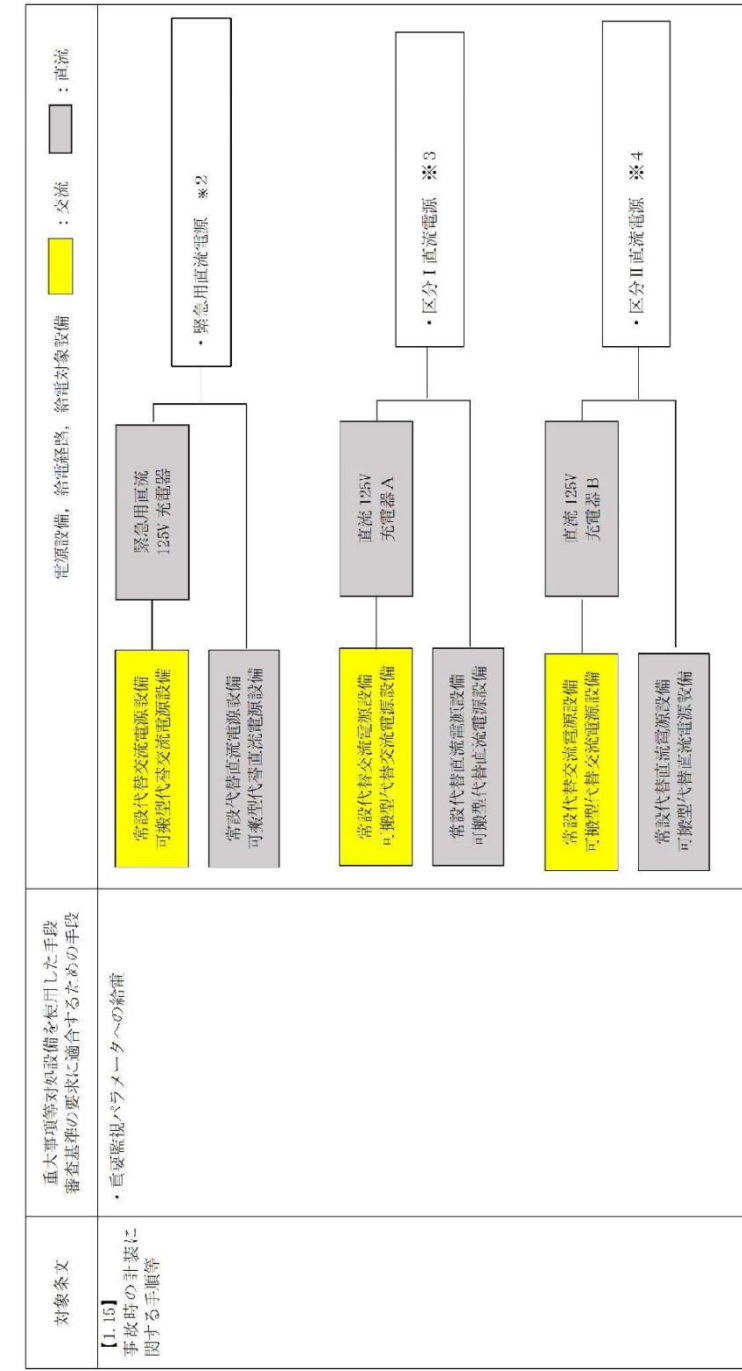 対象条文
重大事項等対処設備を使用した手段
審査基準の要求に適合するための手段
電源設備，給電経路，給電対象設備
：交流
：直流
【1.15】
事故時の計装に
関する手順等
・重要監視パラメータへの給電
常設代替交流電源設備
可搬型代替交流電源設備
緊急用直流
125V 充電器
常設代替直流電源設備
可搬型代替直流電源設備
・緊急用直流電源　※2
常設代替交流電源設備
可搬型代替交流電源設備
直流 125V
充電器A
常設代替直流電源設備
可搬型代替直流電源設備
・区分Ⅰ直流電源　※3
常設代替交流電源設備
可搬型代替交流電源設備
直流 125V
充電器B
常設代替直流電源設備
可搬型代替直流電源設備
・区分Ⅱ直流電源　※4